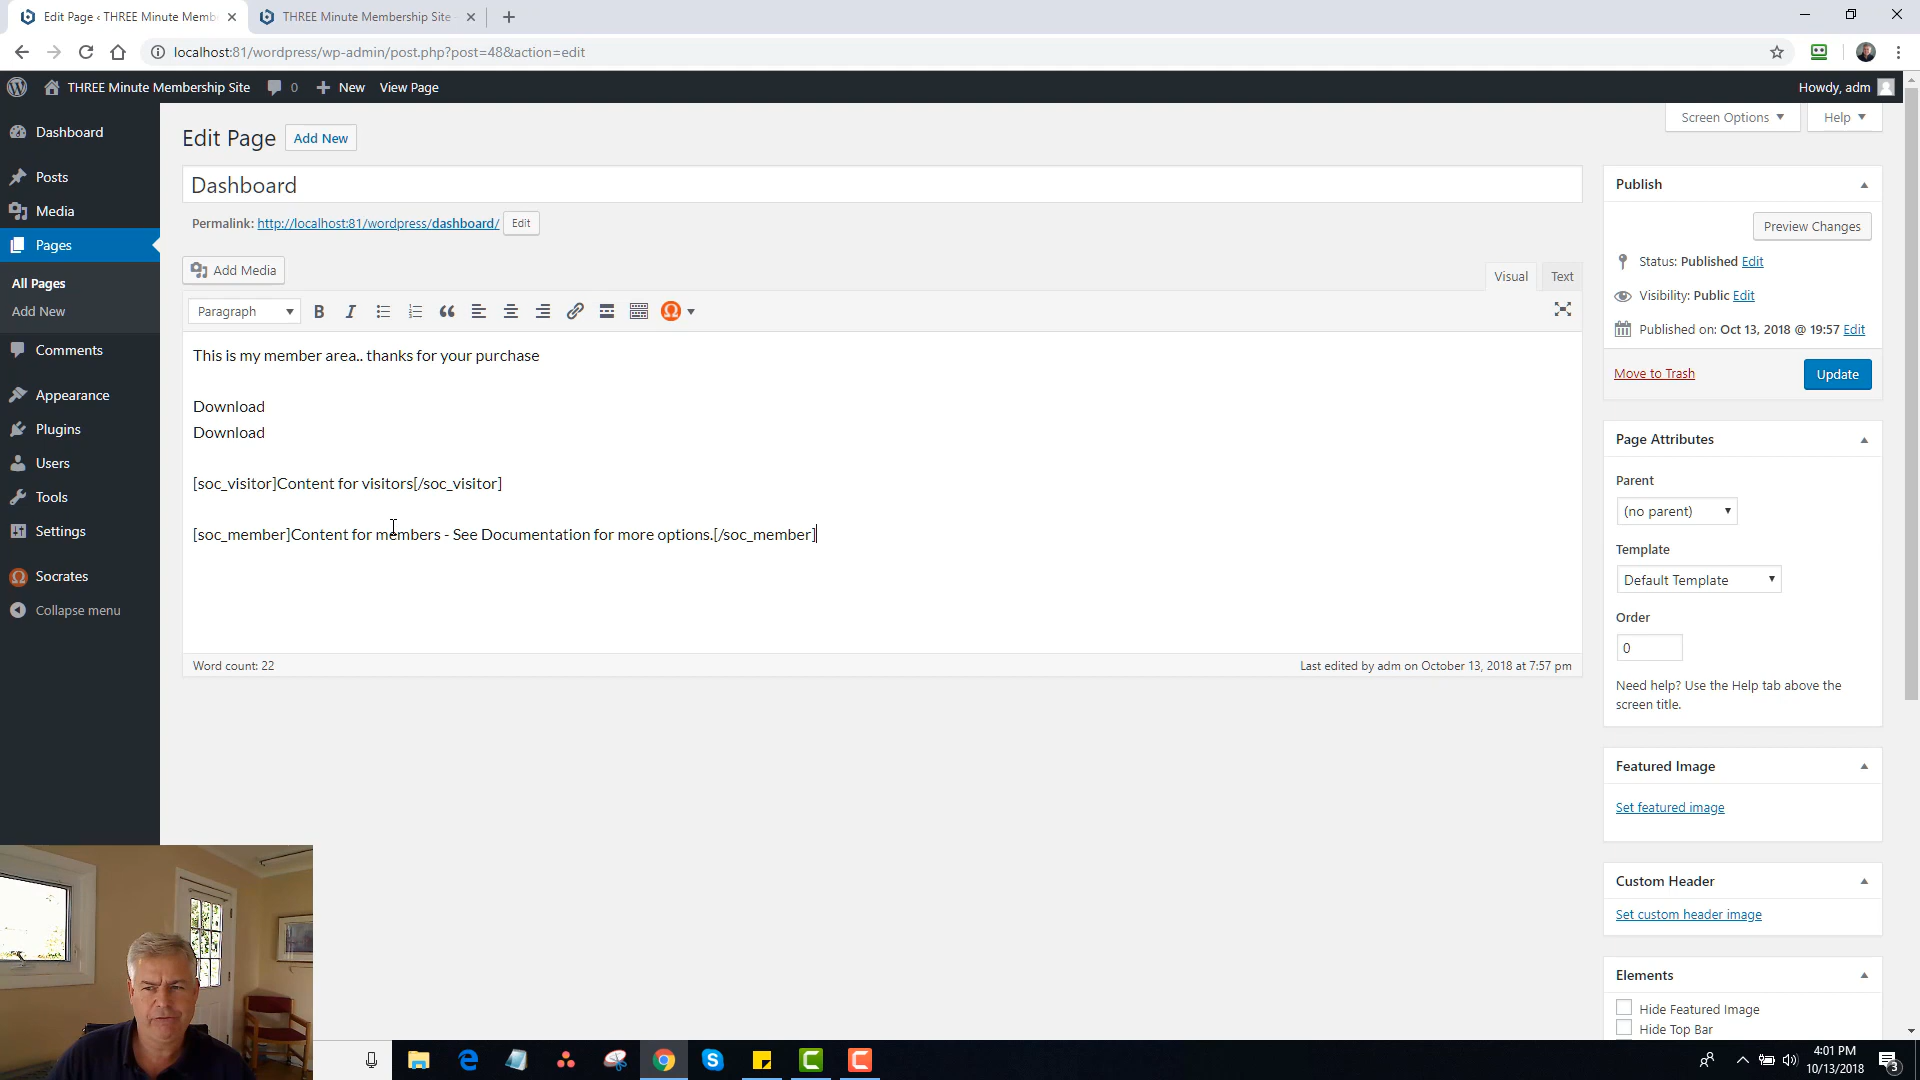 Edit Page ‹ THREE Minute Memb
THREE Minute Membership Site
localhost:81/wordpress/wp-admin/post.php?post=48&action=edit
THREE Minute Membership Site
0
New
View Page
Howdy, adm
Dashboard
Posts
Media
Pages
All Pages
Add New
Comments
Appearance
Plugins
Users
Tools
Settings
Socrates
Collapse menu
Screen Options
Help
Edit Page
Add New
Dashboard
Permalink: http://localhost:81/wordpress/dashboard/
Edit
Add Media
Visual
Text
Paragraph
B
I
This is my member area.. thanks for your purchase
Download
Download
[soc_visitor]Content for visitors[/soc_visitor]
[soc_member]Content for members - See Documentation for more options.[/soc_member]
Word count: 22
Last edited by adm on October 13, 2018 at 7:57 pm
Publish
Preview Changes
Status: Published Edit
Visibility: Public Edit
Published on: Oct 13, 2018 @ 19:57 Edit
Move to Trash
Update
Page Attributes
Parent
(no parent)
Template
Default Template
Order
0
Need help? Use the Help tab above the
screen title.
Featured Image
Set featured image
Custom Header
Set custom header image
Elements
Hide Featured Image
Hide Top Bar
4:01 PM
10/13/2018
3